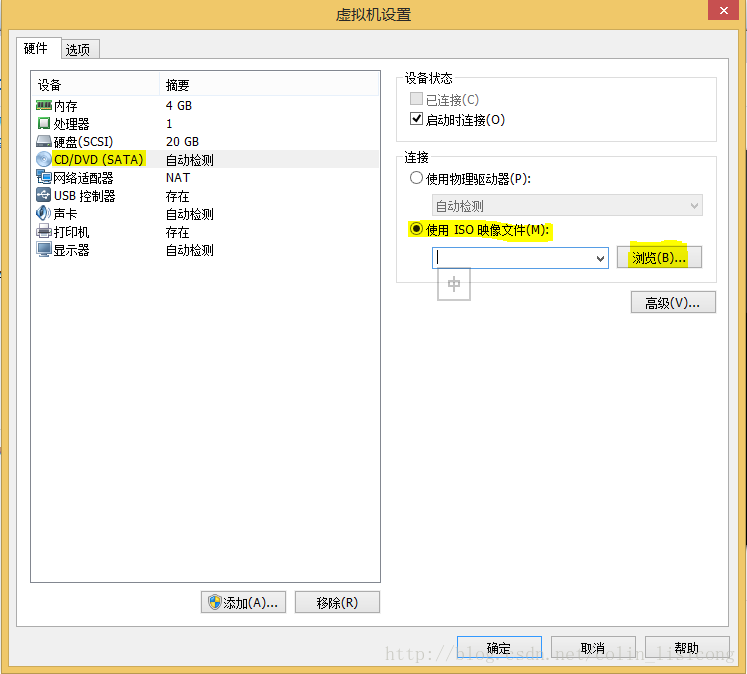 虚拟机设置
硬件 选项
设备 摘要
内存 4 GB
处理器 1
硬盘(SCSI) 20 GB
CD/DVD (SATA) 自动检测
网络适配器 NAT
USB 控制器 存在
声卡 自动检测
打印机 存在
显示器 自动检测
添加(A)... 移除(R)
设备状态
已连接(C)
启动时连接(O)
连接
使用物理驱动器(P):
自动检测
使用 ISO 映像文件(M):
浏览(B)...
中
高级(V)...
确定 取消 帮助